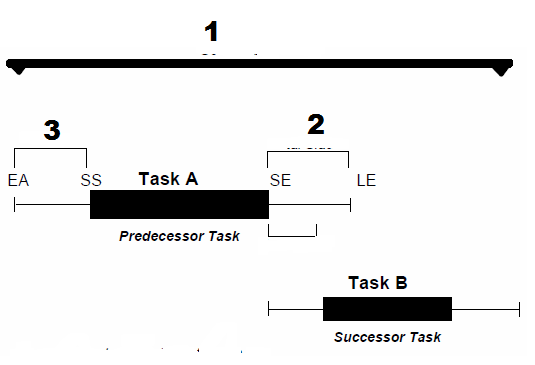 1
3
2
EA
SS
Task A
SE
LE
Predecessor Task
Task B
Successor Task